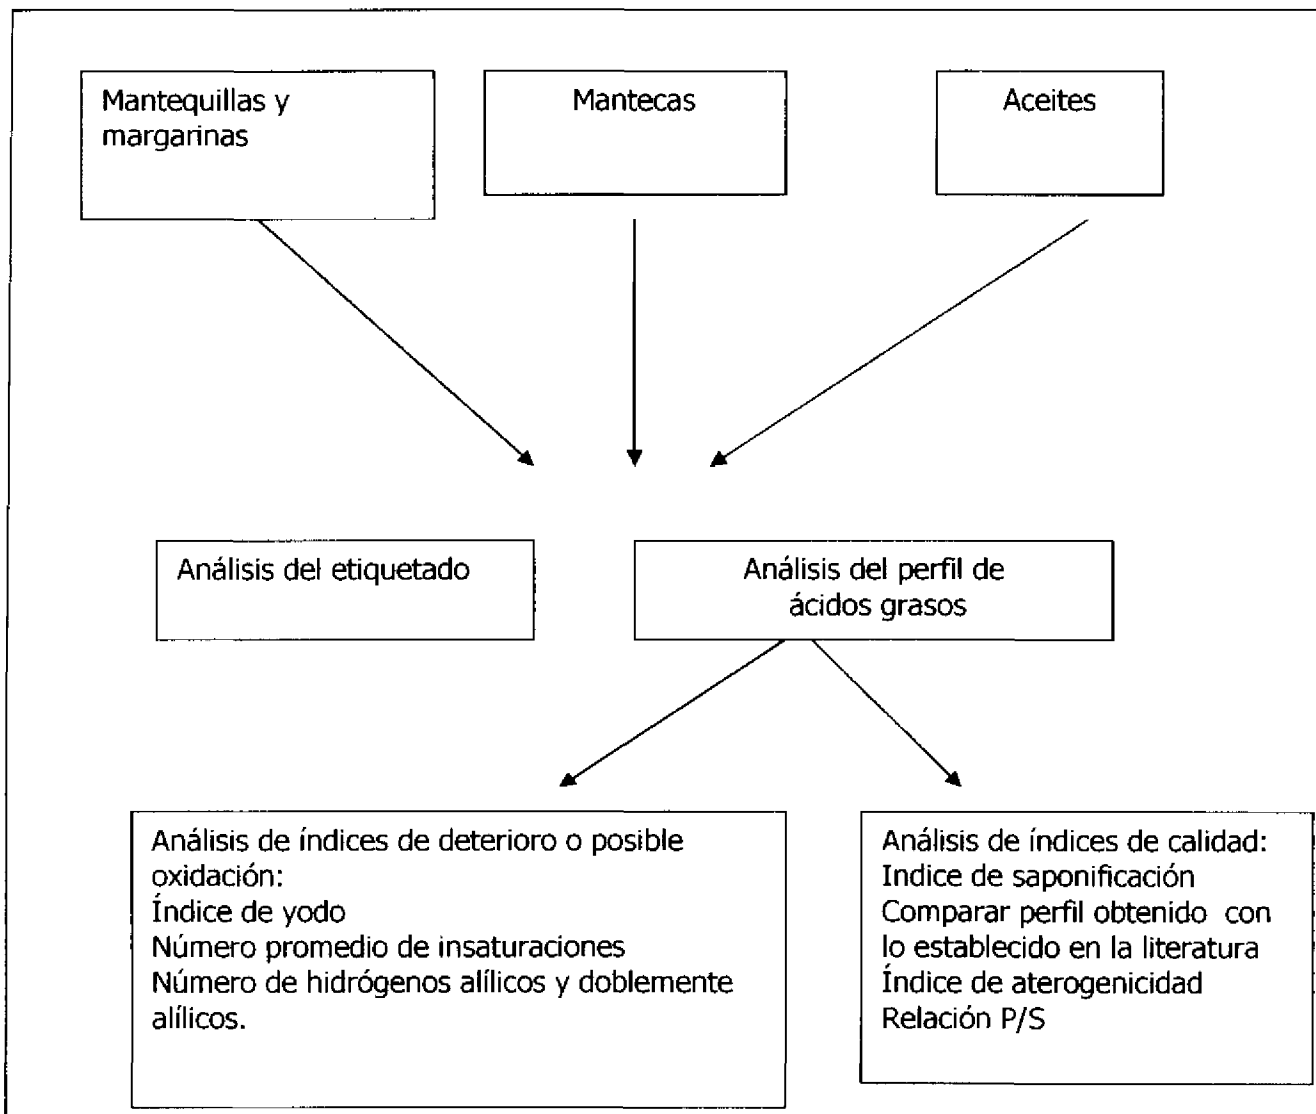 Mantequillas y
margarinas
Mantecas
Aceites
Análisis del etiquetado
Análisis del perfil de
ácidos grasos
Análisis de índices de deterioro o posible
oxidación:
Índice de yodo
Número promedio de insaturaciones
Número de hidrógenos alílicos y doblemente
alílicos.
Análisis de índices de calidad:
Indice de saponificación
Comparar perfil obtenido con
lo establecido en la literatura
Índice de aterogenicidad
Relación P/S